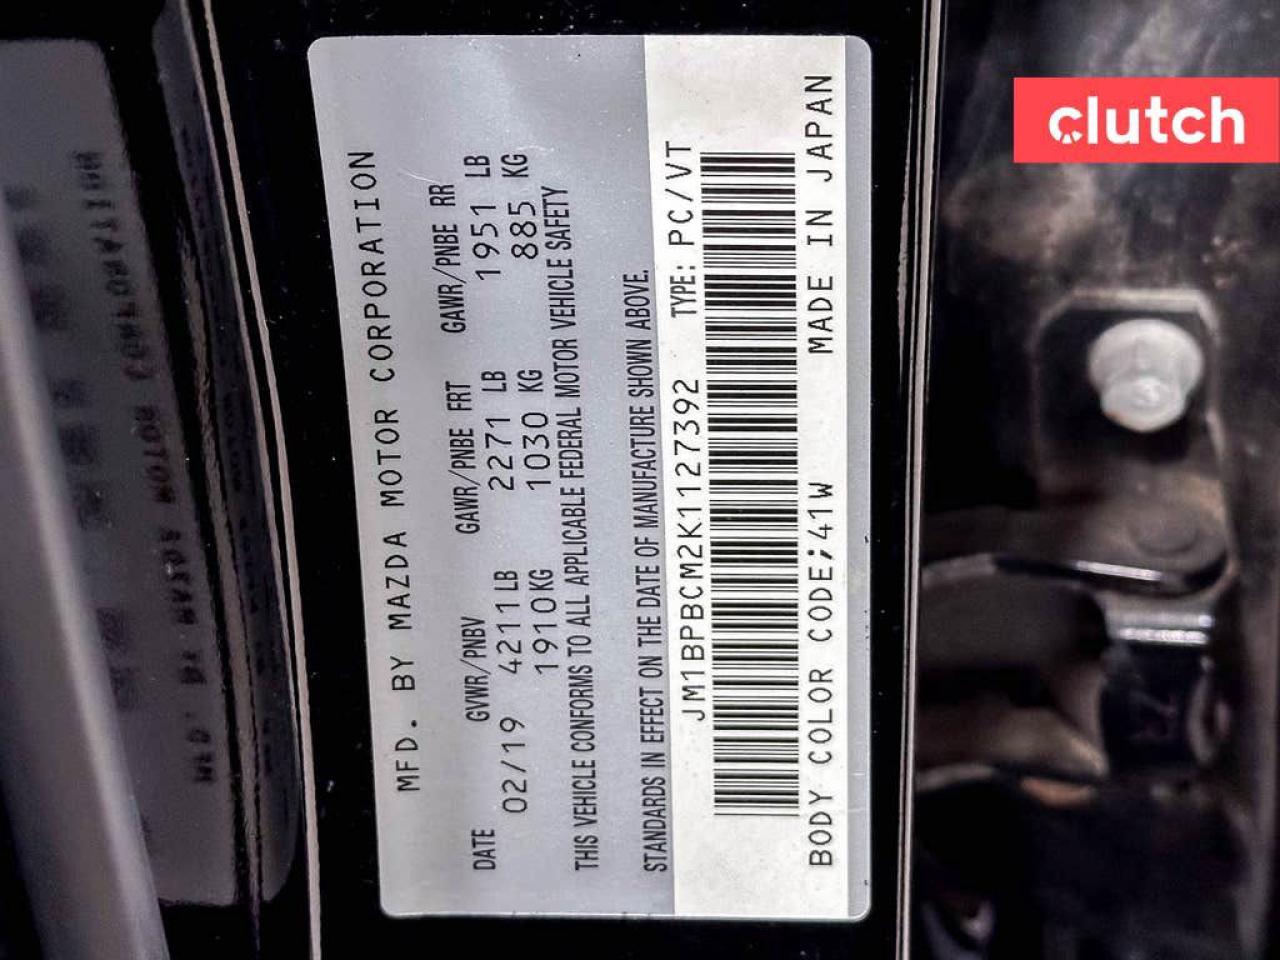 MFD. BY MAZDA MOTOR CORPORATION
DATE GVWR/PNBV GAWR/PNBE FRT GAWR/PNBE RR
02/19 4211LB 2271 LB 1951 LB
1910KG 1030 KG 885 KG
THIS VEHICLE CONFORMS TO ALL APPLICABLE FEDERAL MOTOR VEHICLE SAFETY
STANDARDS IN EFFECT ON THE DATE OF MANUFACTURE SHOWN ABOVE.
JM1BPBCM2K1127392 TYPE: PC/VT
BODY COLOR CODE;41W MADE IN JAPAN
clutch